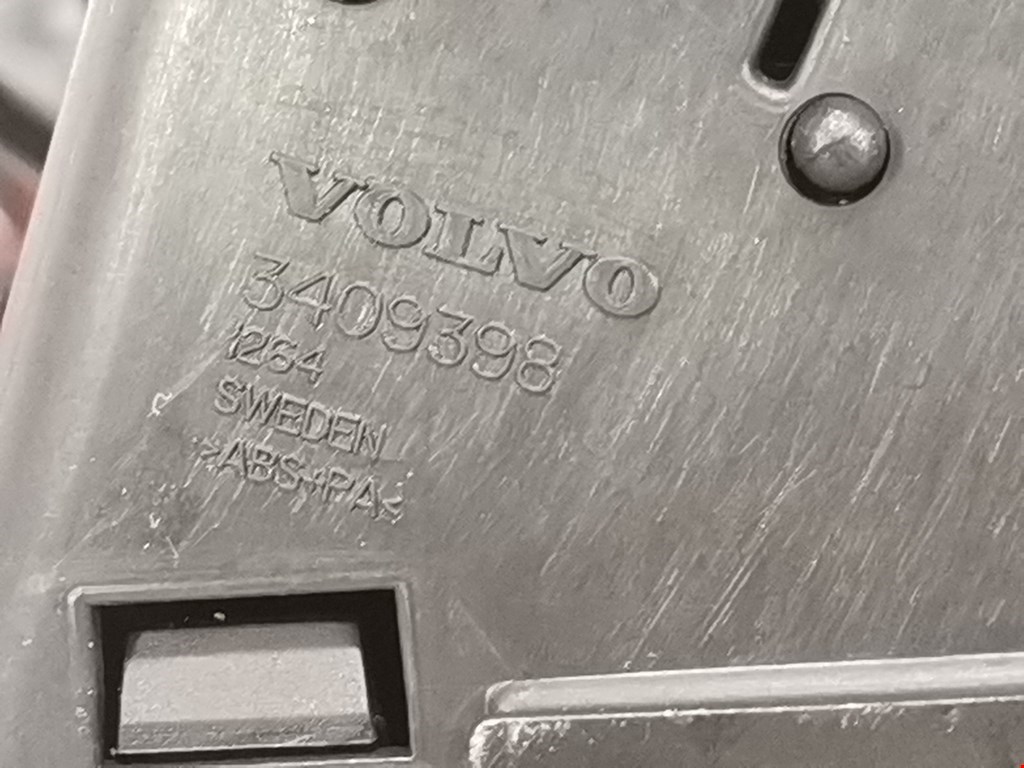 VOLVO
3409398
1264
SWEDEN
>ABS+PA<